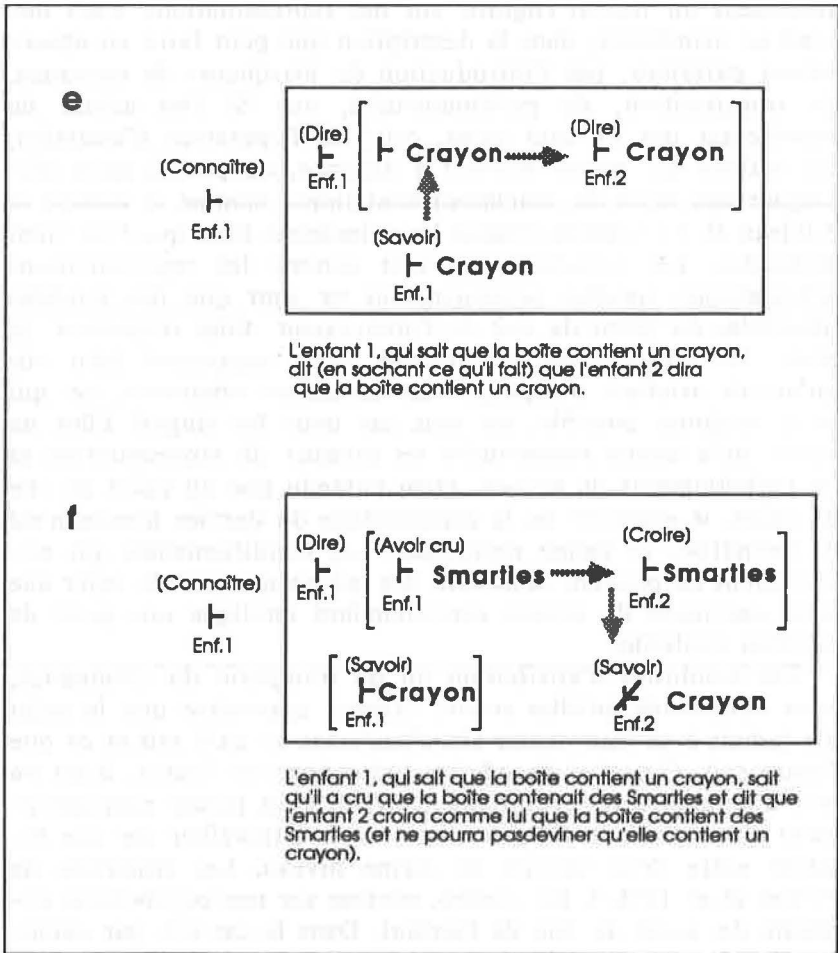 e
(Dire) (Dire)
(Connaître) ⊢ [ ⊢ Crayon → ⊢ Crayon
⊢ Enf.1 Enf.2 ]
Enf.1
(Savoir)
⊢ Crayon
Enf.1
L'enfant 1, qui sait que la boîte contient un crayon,
dit (en sachant ce qu'il fait) que l'enfant 2 dira
que la boîte contient un crayon.
f
(Dire) (Avoir cru) (Croire)
(Connaître) ⊢ [ ⊢ Smarties → ⊢ Smarties ]
⊢ Enf.1 Enf.1 Enf.2
Enf.1
(Savoir) (Savoir)
[ ⊢ Crayon ] ⊬ Crayon
Enf.1 Enf.2
L'enfant 1, qui sait que la boîte contient un crayon, sait
qu'il a cru que la boîte contenait des Smarties et dit que
l'enfant 2 croira comme lui que la boîte contient des
Smarties (et ne pourra pasdeviner qu'elle contient un
crayon).